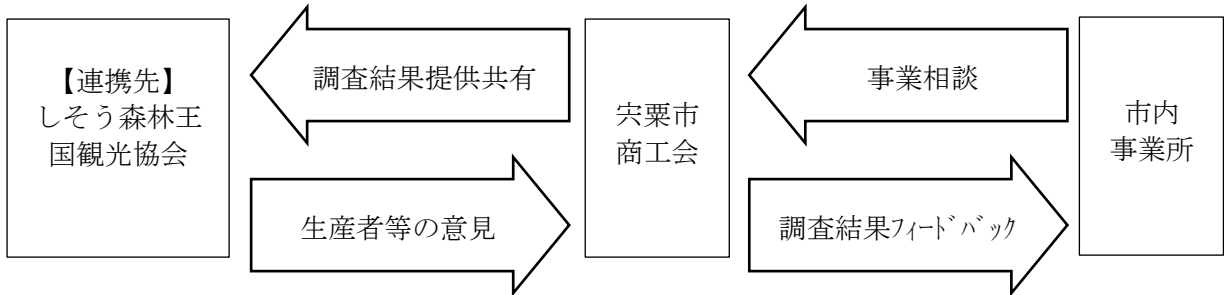 【連携先】
しそう森林王
国観光協会
調査結果提供共有
生産者等の意見
宍粟市
商工会
事業相談
調査結果ﾌｨｰﾄﾞﾊﾞｯｸ
市内
事業所